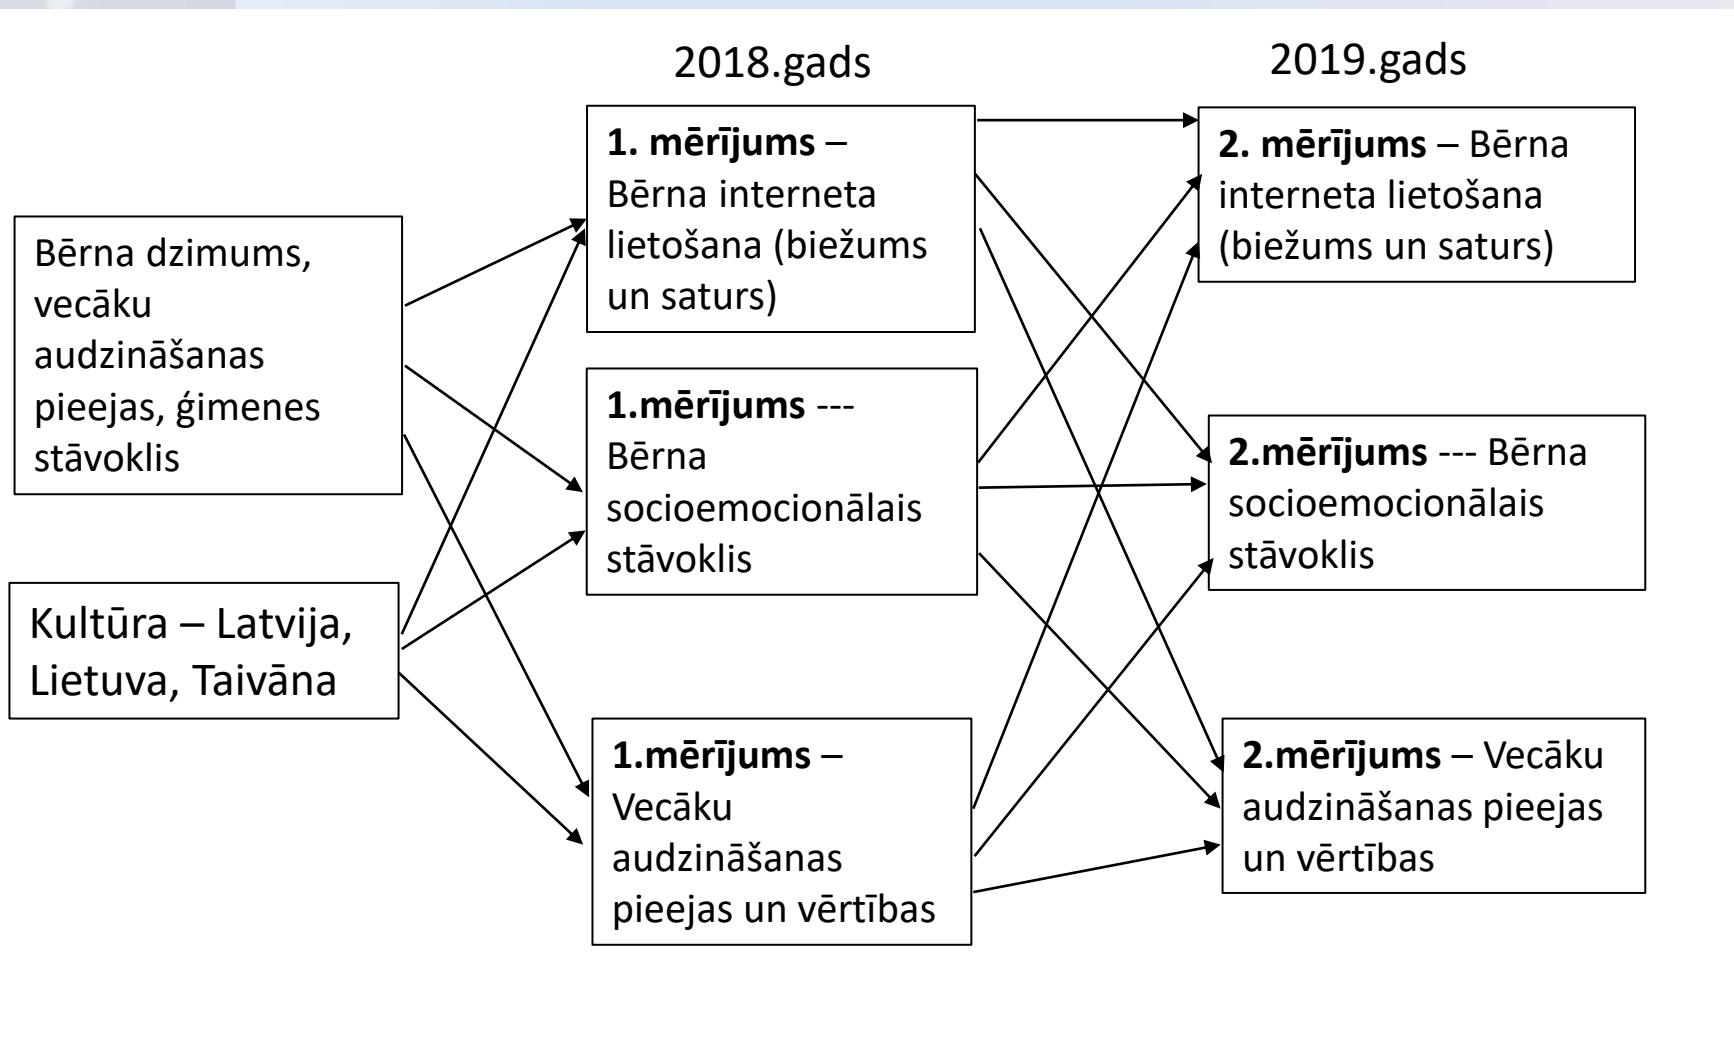 2018.gads
2019.gads
Bērna dzimums,
vecāku
audzināšanas
pieejas, ģimenes
stāvoklis
Kultūra – Latvija,
Lietuva, Taivāna
1. mērījums –
Bērna interneta
lietošana (biežums
un saturs)
1.mērījums ---
Bērna
socioemocionālais
stāvoklis
1.mērījums –
Vecāku
audzināšanas
pieejas un vērtības
2. mērījums – Bērna
interneta lietošana
(biežums un saturs)
2.mērījums --- Bērna
socioemocionālais
stāvoklis
2.mērījums – Vecāku
audzināšanas pieejas
un vērtības